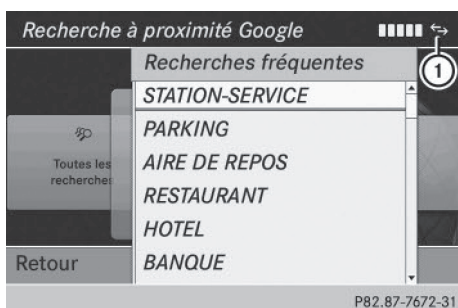 Recherche à proximité Google
Recherches fréquentes
1
STATION-SERVICE
PARKING
AIRE DE REPOS
RESTAURANT
HOTEL
BANQUE
Toutes les
recherches
Retour
P82.87-7672-31